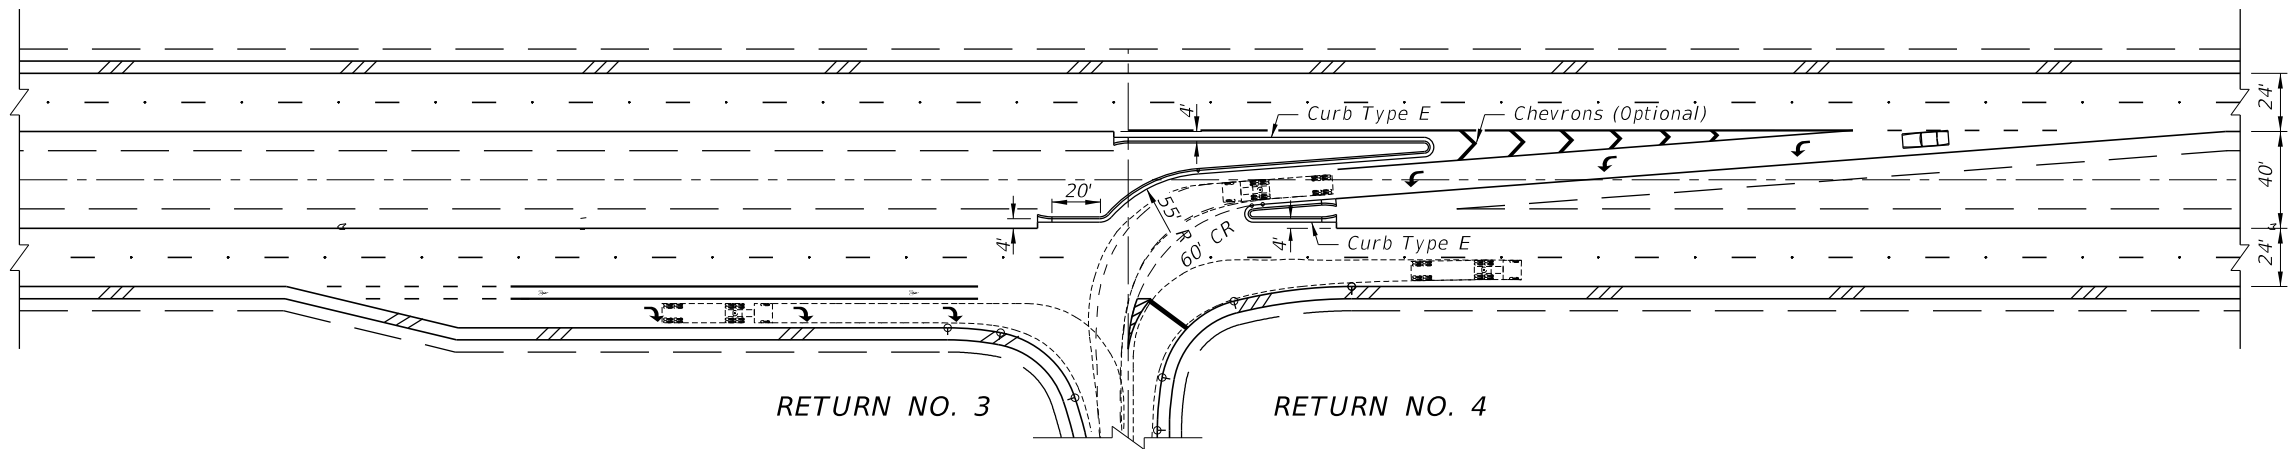 4'
Curb Type E
Chevrons (Optional)
24'
20'
55' R
40'
4'
60' CR
4'
Curb Type E
24'
RETURN NO. 3
RETURN NO. 4